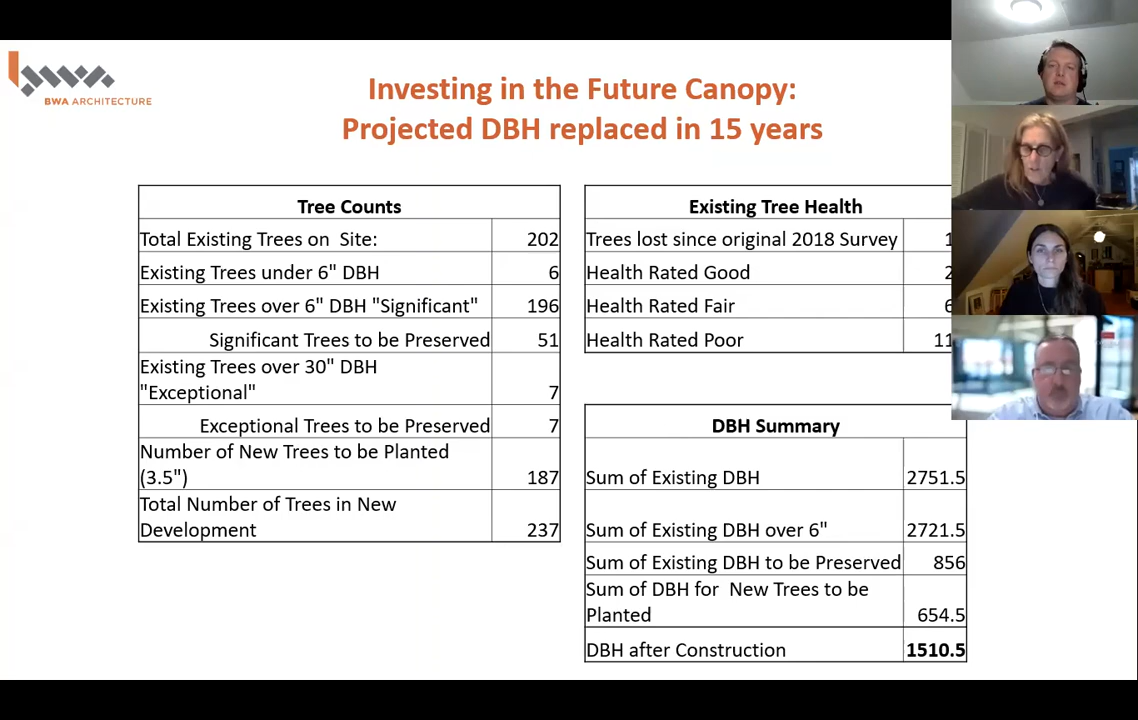 BWA ARCHITECTURE
Investing in the Future Canopy:
Projected DBH replaced in 15 years
Tree Counts
Total Existing Trees on Site: 202
Existing Trees under 6" DBH 6
Existing Trees over 6" DBH "Significant" 196
Significant Trees to be Preserved 51
Existing Trees over 30" DBH
"Exceptional" 7
Exceptional Trees to be Preserved 7
Number of New Trees to be Planted
(3.5") 187
Total Number of Trees in New
Development 237
Existing Tree Health
Trees lost since original 2018 Survey
Health Rated Good
Health Rated Fair
Health Rated Poor
DBH Summary
Sum of Existing DBH 2751.5
Sum of Existing DBH over 6" 2721.5
Sum of Existing DBH to be Preserved 856
Sum of DBH for New Trees to be
Planted 654.5
DBH after Construction 1510.5